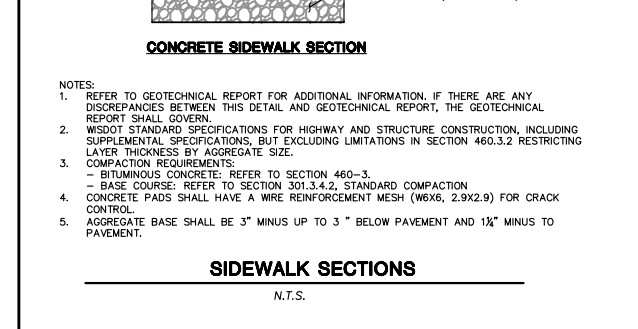 CONCRETE SIDEWALK SECTION
NOTES:
1. REFER TO GEOTECHNICAL REPORT FOR ADDITIONAL INFORMATION. IF THERE ARE ANY
DISCREPANCIES BETWEEN THIS DETAIL AND GEOTECHNICAL REPORT, THE GEOTECHNICAL
REPORT SHALL GOVERN.
2. WISDOT STANDARD SPECIFICATIONS FOR HIGHWAY AND STRUCTURE CONSTRUCTION, INCLUDING
SUPPLEMENTAL SPECIFICATIONS, BUT EXCLUDING LIMITATIONS IN SECTION 460.3.2 RESTRICTING
LAYER THICKNESS BY AGGREGATE SIZE.
3. COMPACTION REQUIREMENTS:
– BITUMINOUS CONCRETE: REFER TO SECTION 460-3.
– BASE COURSE: REFER TO SECTION 301.3.4.2, STANDARD COMPACTION
4. CONCRETE PADS SHALL HAVE A WIRE REINFORCEMENT MESH (W6X6, 2.9X2.9) FOR CRACK
CONTROL.
5. AGGREGATE BASE SHALL BE 3" MINUS UP TO 3 " BELOW PAVEMENT AND 1¼" MINUS TO
PAVEMENT.
SIDEWALK SECTIONS
N.T.S.